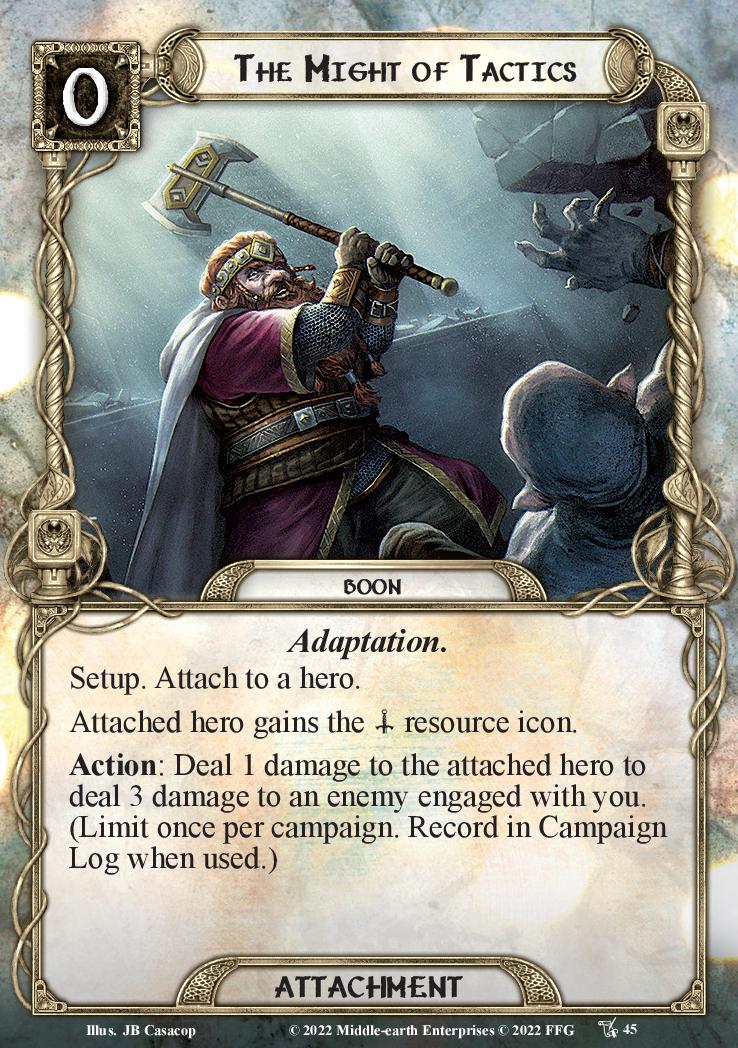 0
The Might of Tactics
BOON
Adaptation.
Setup. Attach to a hero.
Attached hero gains the resource icon.
Action: Deal 1 damage to the attached hero to
deal 3 damage to an enemy engaged with you.
(Limit once per campaign. Record in Campaign
Log when used.)
ATTACHMENT
Illus. JB Casacop © 2022 Middle-earth Enterprises © 2022 FFG 45